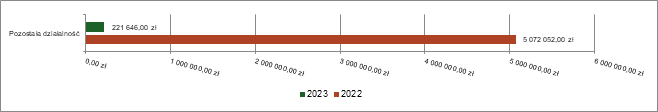 221 646,00 zł
Pozostała działalność
5 072 052,00 zł
0,00 zł
1 000 000,00 zł
2 000 000,00 zł
3 000 000,00 zł
4 000 000,00 zł
5 000 000,00 zł
6 000 000,00 zł
2023
2022